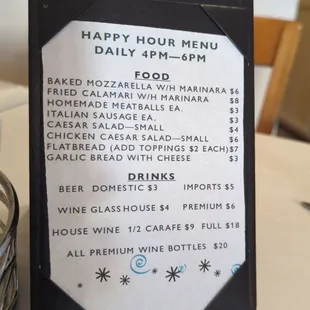 HAPPY HOUR MENU
DAILY 4PM—6PM
FOOD
BAKED MOZZARELLA W/H MARINARA $6
FRIED CALAMARI W/H MARINARA $8
HOMEMADE MEATBALLS EA. $3
ITALIAN SAUSAGE EA. $3
CAESAR SALAD—SMALL $4
CHICKEN CAESAR SALAD—SMALL $6
FLATBREAD (ADD TOPPINGS $2 EACH)$7
GARLIC BREAD WITH CHEESE $3
DRINKS
BEER DOMESTIC $3 IMPORTS $5
WINE GLASS HOUSE $4 PREMIUM $6
HOUSE WINE 1/2 CARAFE $9 FULL $18
ALL PREMIUM WINE BOTTLES $20